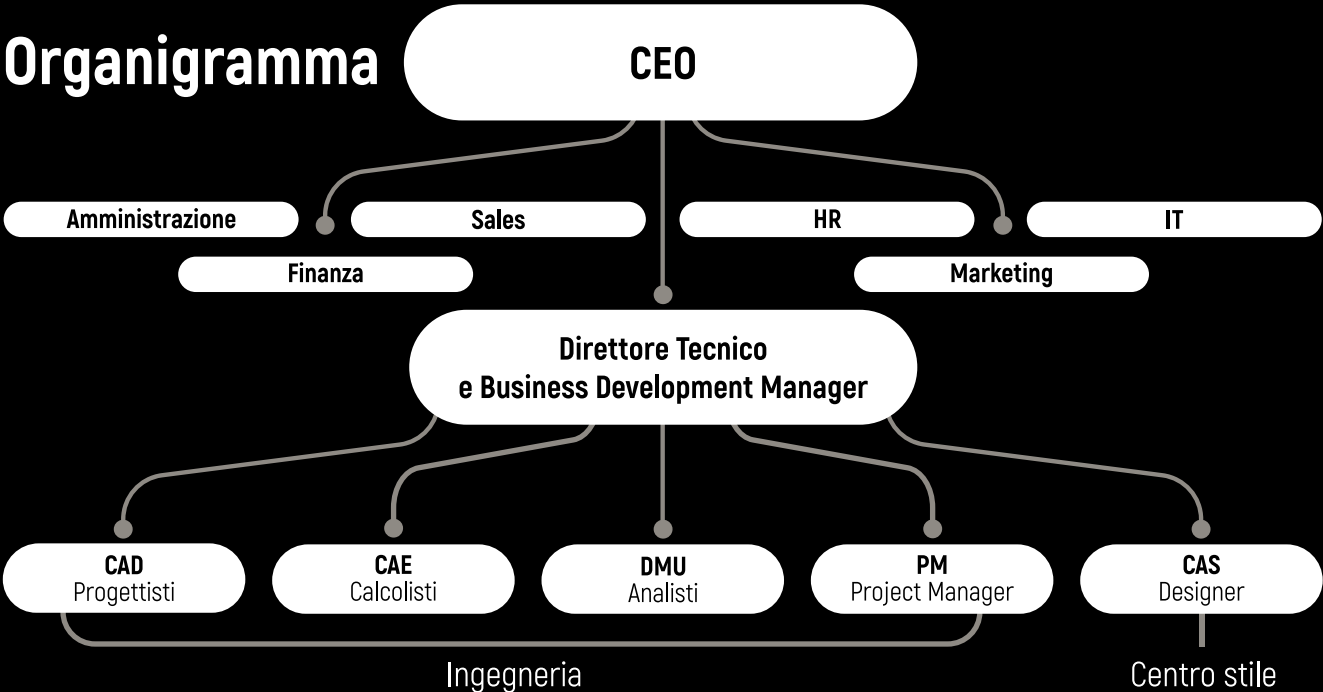 Organigramma
CEO
Amministrazione
Sales
HR
IT
Finanza
Marketing
Direttore Tecnico
e Business Development Manager
CAD
Progettisti
CAE
Calcolisti
DMU
Analisti
PM
Project Manager
CAS
Designer
Ingegneria
Centro stile